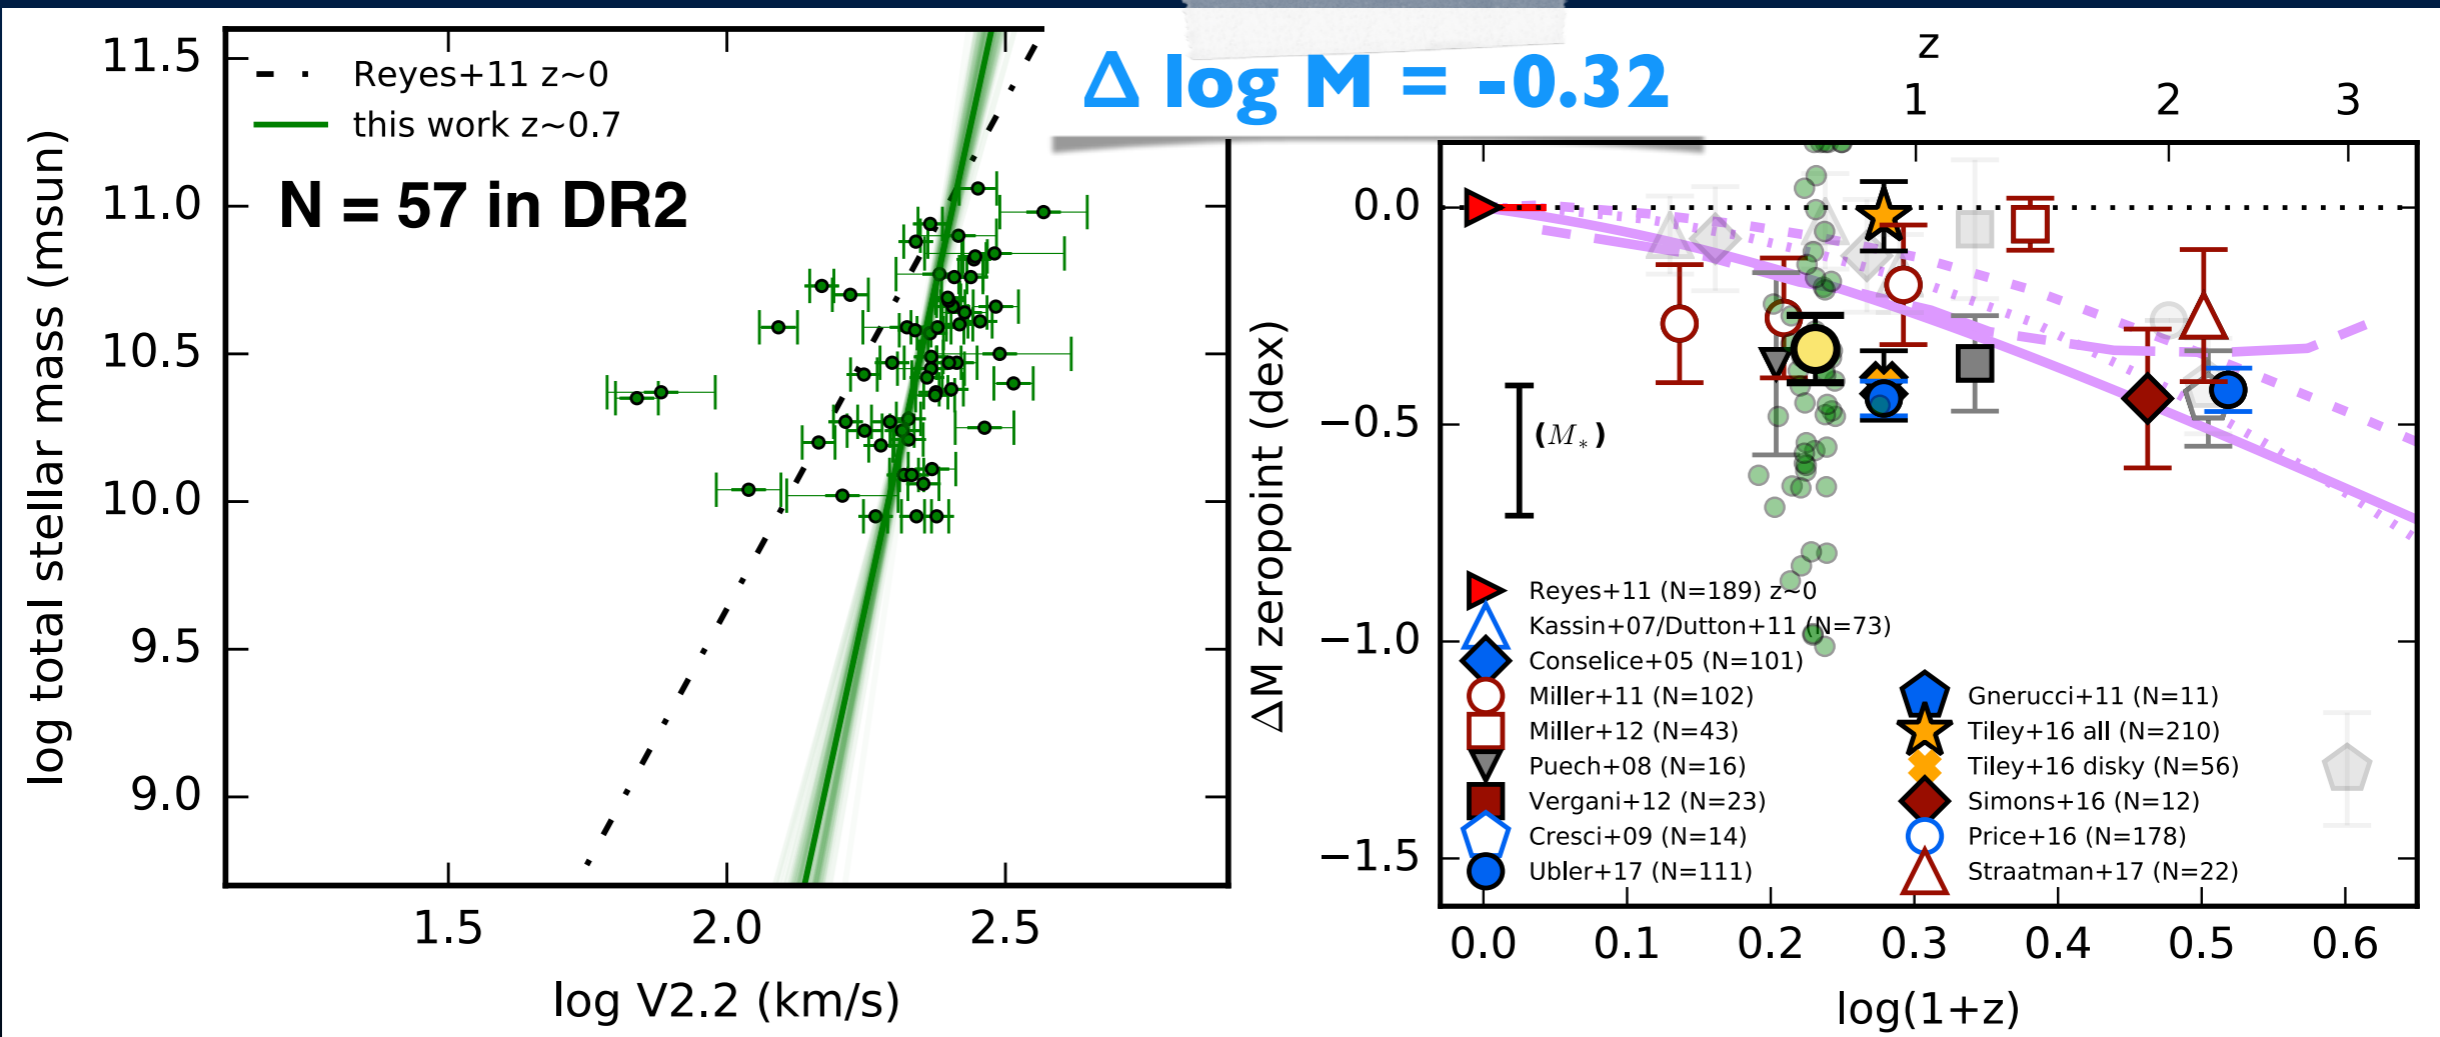 Δ log M = -0.32
Reyes+11 z~0
this work z~0.7
N = 57 in DR2
11.5
11.0
10.5
10.0
9.5
9.0
log total stellar mass (msun)
1.5
2.0
2.5
log V2.2 (km/s)
z
1
2
3
0.0
−0.5
−1.0
−1.5
ΔM zeropoint (dex)
(M*)
Reyes+11 (N=189) z~0
Kassin+07/Dutton+11 (N=73)
Conselice+05 (N=101)
Miller+11 (N=102)
Miller+12 (N=43)
Puech+08 (N=16)
Vergani+12 (N=23)
Cresci+09 (N=14)
Ubler+17 (N=111)
Gnerucci+11 (N=11)
Tiley+16 all (N=210)
Tiley+16 disky (N=56)
Simons+16 (N=12)
Price+16 (N=178)
Straatman+17 (N=22)
0.0
0.1
0.2
0.3
0.4
0.5
0.6
log(1+z)